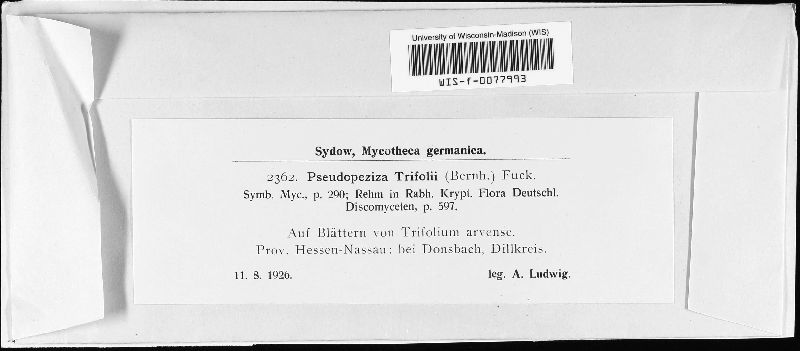 University of Wisconsin-Madison (WIS)
WIS-f-0077993
Sydow, Mycotheca germanica.
2362. Pseudopeziza Trifolii (Bernh.) Fuck.
Symb. Myc., p. 290; Rehm in Rabh. Krypt. Flora Deutschl.
Discomyceten, p. 597.
Auf Blättern von Trifolium arvense.
Prov. Hessen-Nassau: bei Donsbach, Dillkreis.
11. 8. 1926. leg. A. Ludwig.